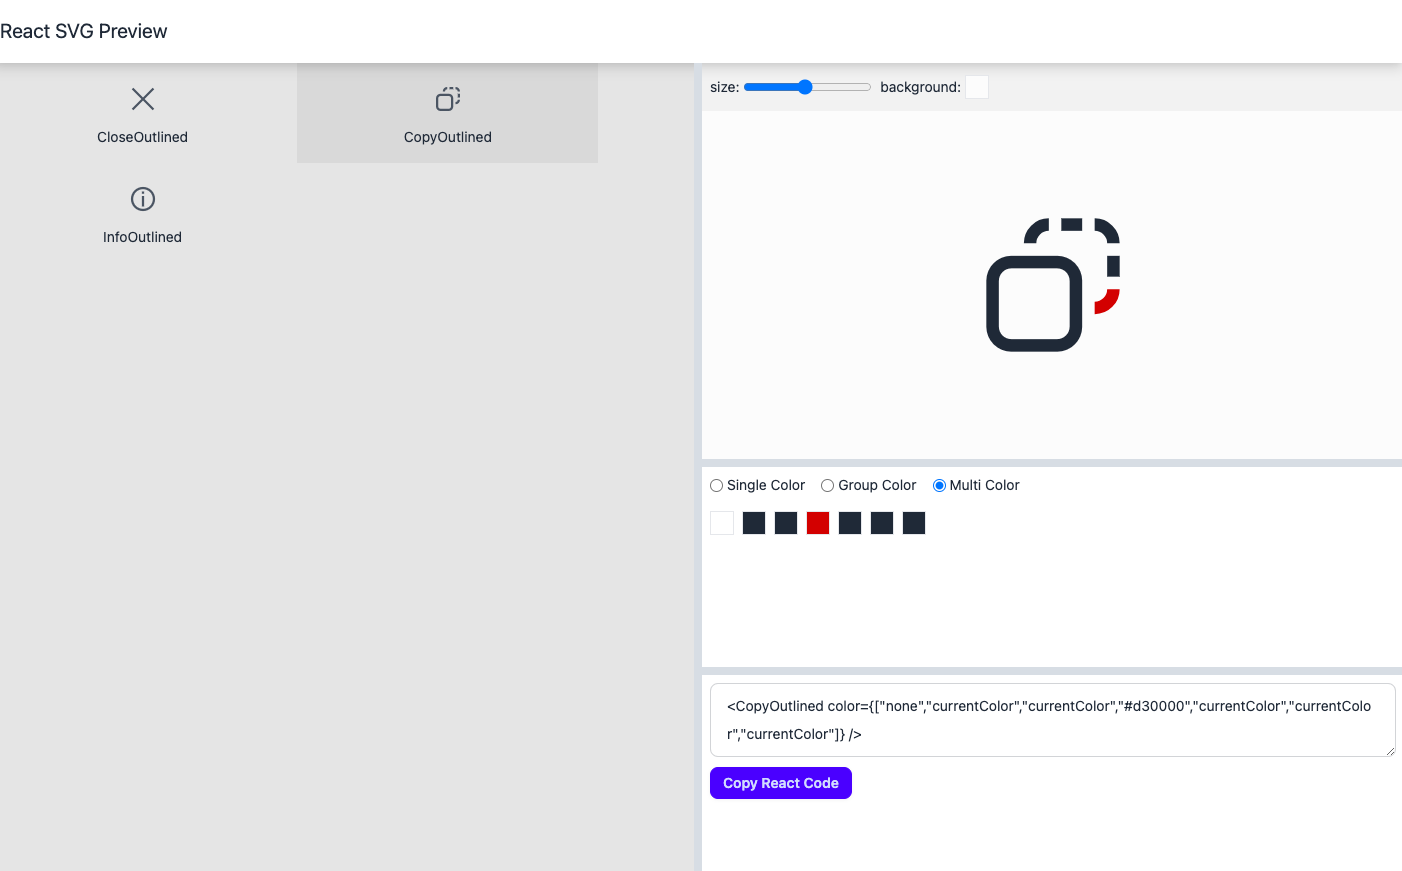 React SVG Preview
CloseOutlined
CopyOutlined
InfoOutlined
size:
background:
Single Color
Group Color
Multi Color
<CopyOutlined color={["none","currentColor","currentColor","#d30000","currentColor","currentColo
r","currentColor"]} />
Copy React Code